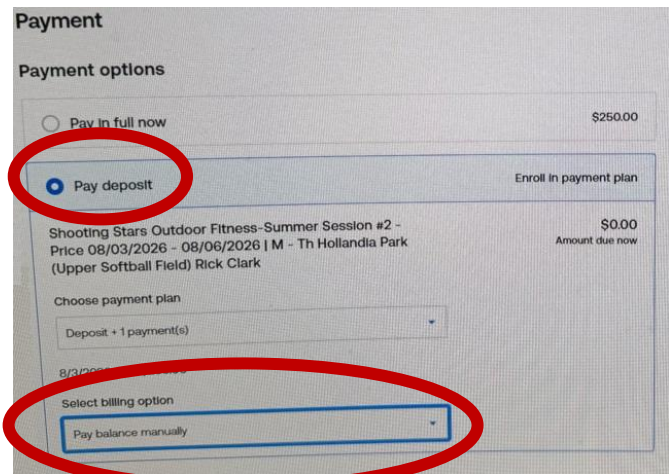 Payment
Payment options
Pay in full now
$250.00
Pay deposit
Enroll in payment plan
Shooting Stars Outdoor Fitness-Summer Session #2 -
$0.00
Price 08/03/2026 - 08/06/2026 | M - Th Hollandia Park
Amount due now
(Upper Softball Field) Rick Clark
Choose payment plan
Deposit + 1 payment(s)
Select billing option
Pay balance manually